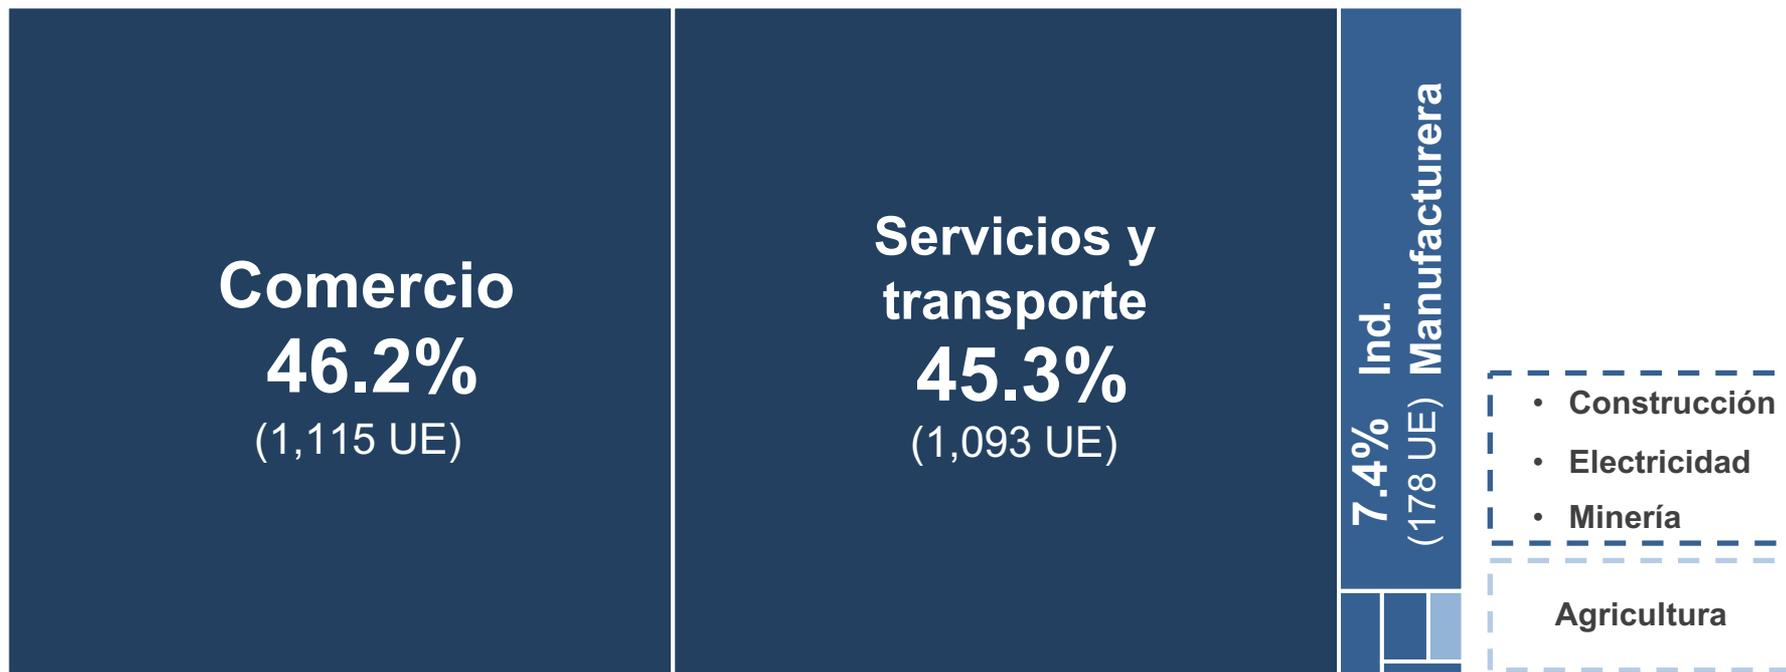 Comercio
46.2%
(1,115 UE)
Servicios y
transporte
45.3%
(1,093 UE)
7.4% Ind.
(178 UE) Manufacturera
• Construcción
• Electricidad
• Minería
Agricultura